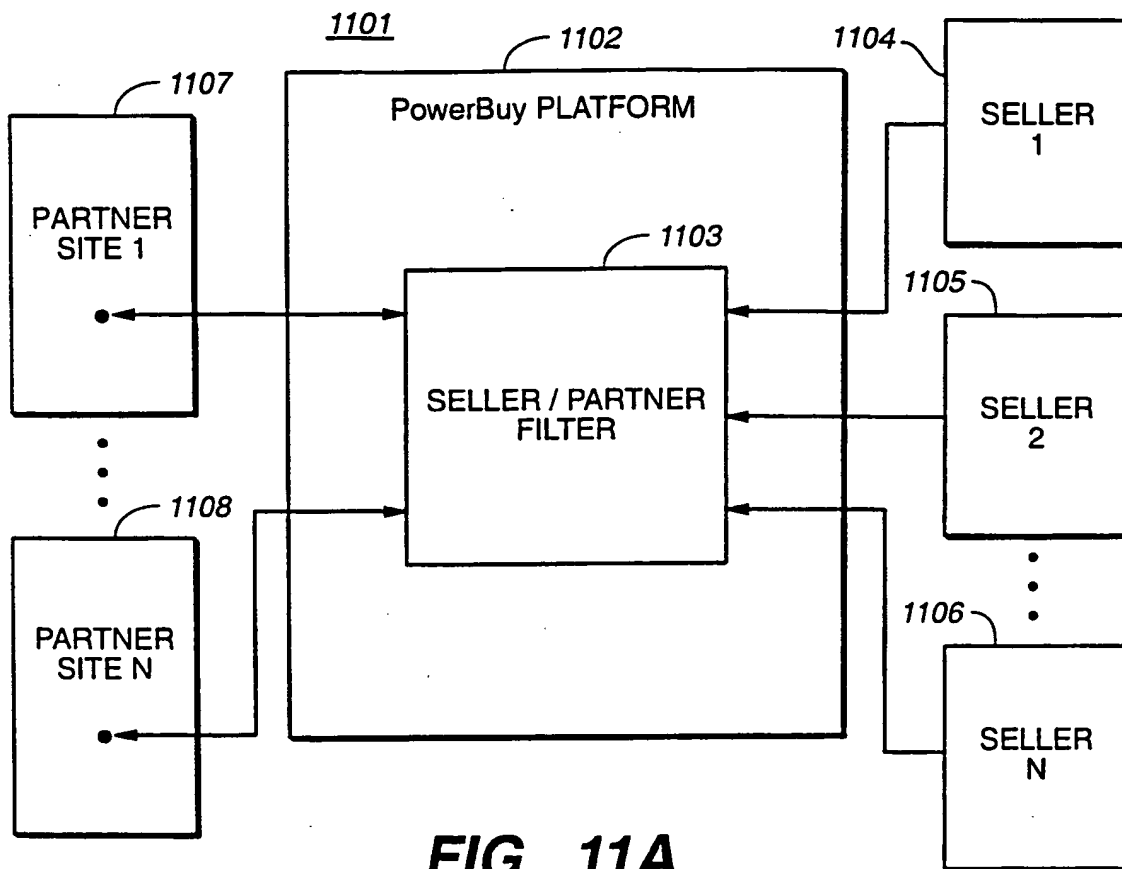 1101
1102
1104
1107
PowerBuy PLATFORM
SELLER
1
PARTNER
SITE 1
1103
1105
SELLER / PARTNER
FILTER
SELLER
2
1108
1106
PARTNER
SITE N
SELLER
N
FIG_11A